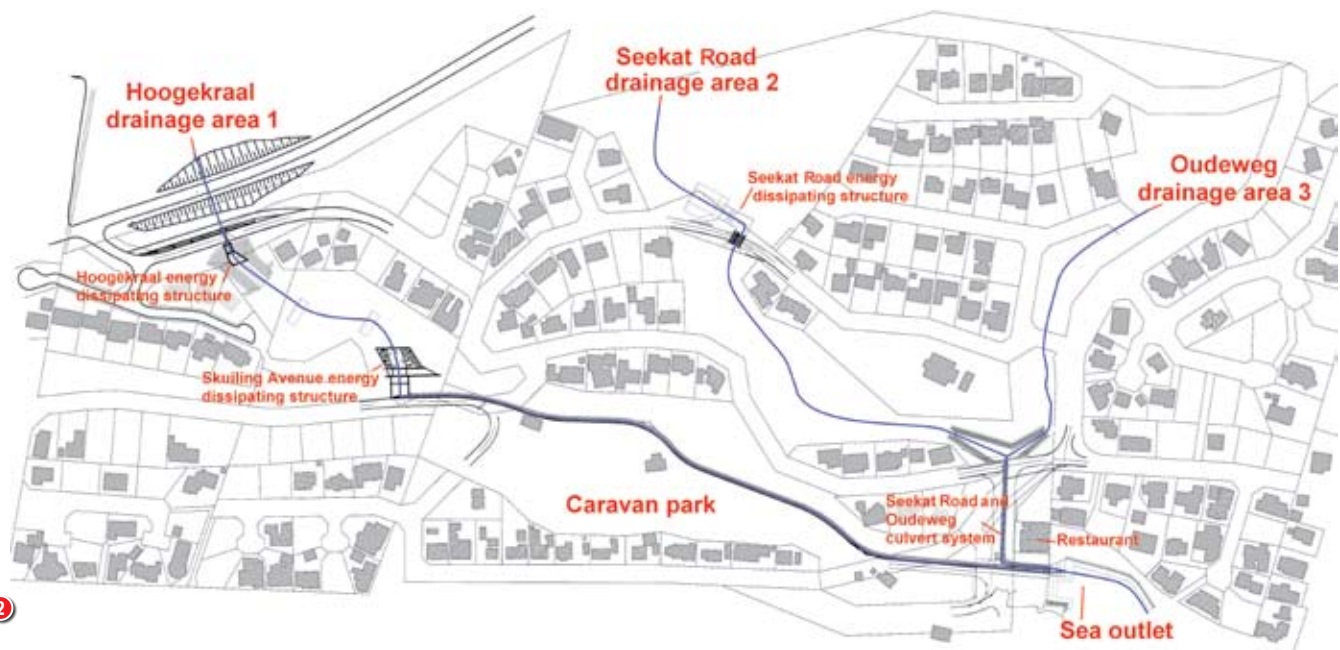 Hoogekraal
drainage area 1
Seekat Road
drainage area 2
Oudeweg
drainage area 3
Seekat Road energy
dissipating structure
Hoogekraal energy
dissipating structure
Skuiling Avenue energy
dissipating structure
Caravan park
Seekat Road and
Oudeweg
culvert system
Restaurant
Sea outlet
2